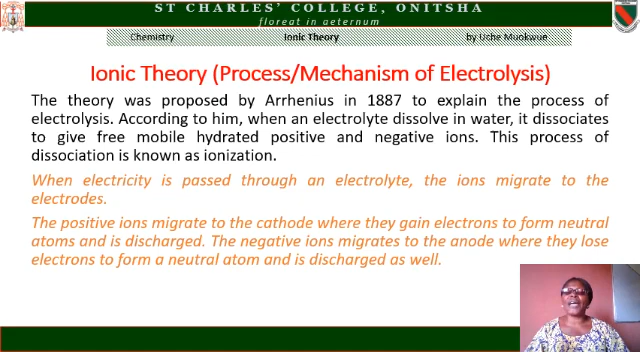 ST CHARLES' COLLEGE, ONITSHA
floreat in aeternum
Chemistry Ionic Theory by Uche Muokwue
Ionic Theory (Process/Mechanism of Electrolysis)
The theory was proposed by Arrhenius in 1887 to explain the process of
electrolysis. According to him, when an electrolyte dissolve in water, it dissociates
to give free mobile hydrated positive and negative ions. This process of
dissociation is known as ionization.
When electricity is passed through an electrolyte, the ions migrate to the
electrodes.
The positive ions migrate to the cathode where they gain electrons to form neutral
atoms and is discharged. The negative ions migrates to the anode where they lose
electrons to form a neutral atom and is discharged as well.